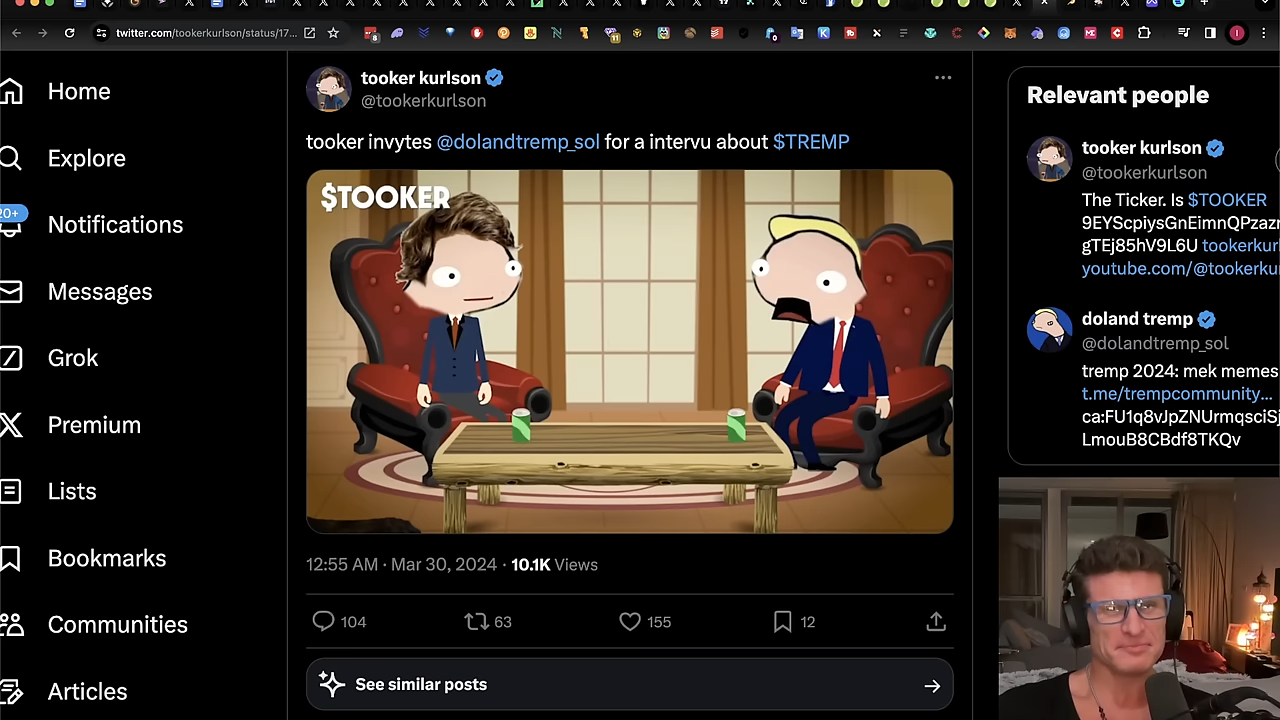 twitter.com/tookerkurlson/status/17...
Home
Explore
20+
Notifications
Messages
Grok
Premium
Lists
Bookmarks
Communities
Articles
tooker kurlson
@tookerkurlson
tooker invytes @dolandtremp_sol for a intervu about $TREMP
$TOOKER
12:55 AM · Mar 30, 2024 · 10.1K Views
104
63
155
12
See similar posts
Relevant people
tooker kurlson
@tookerkurlson
The Ticker. Is $TOOKER
9EYScpiysGnEimnQPzazr
gTEj85hV9L6U tookerkur
youtube.com/@tookerku
doland tremp
@dolandtremp_sol
tremp 2024: mek memes
t.me/trempcommunity...
ca:FU1q8vJpZNUrmqsciSj
LmouB8CBdf8TKQv